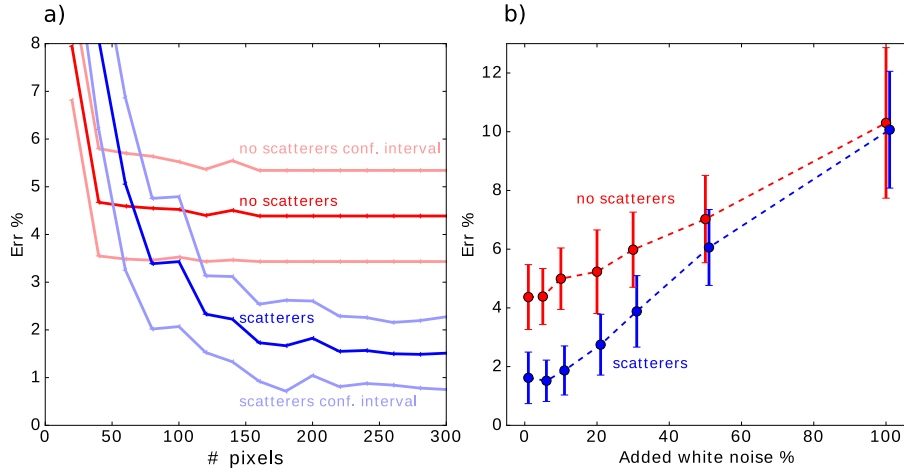 a)
8
7
6
5
4
3
2
1
0
Err %
no scatterers conf. interval
no scatterers
scatterers
scatterers conf. interval
0 50 100 150 200 250 300
# pixels
b)
12
10
8
6
4
2
0
Err %
no scatterers
scatterers
0 20 40 60 80 100
Added white noise %